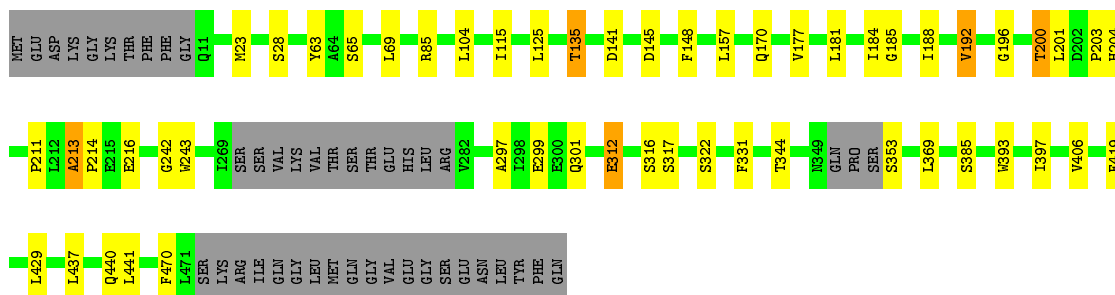 MET GLU ASP LYS GLY LYS THR PHE PHE GLY Q11 M23 S28 Y63 A64 S65 L69 R85 L104 I115 L125 T135 D141 D145 F148 L157 Q170 V177 L181 I184 G185 I188 V192 G196 T200 L201 D202 P203
P211 L212 A213 P214 E215 E216 G242 W243 I269 SER SER VAL LYS VAL THR SER THR GLU HIS LEU ARG V282 A297 I298 E299 E300 Q301 E312 S316 S317 S322 F331 T344 N349 GLN PRO SER S353 L369 S385 W393 I397 V406
L429 L437 Q440 L441 F470 L471 SER LYS ARG ILE GLN GLY LEU MET GLN GLY VAL GLU GLY SER GLU ASN LEU TYR PHE GLN